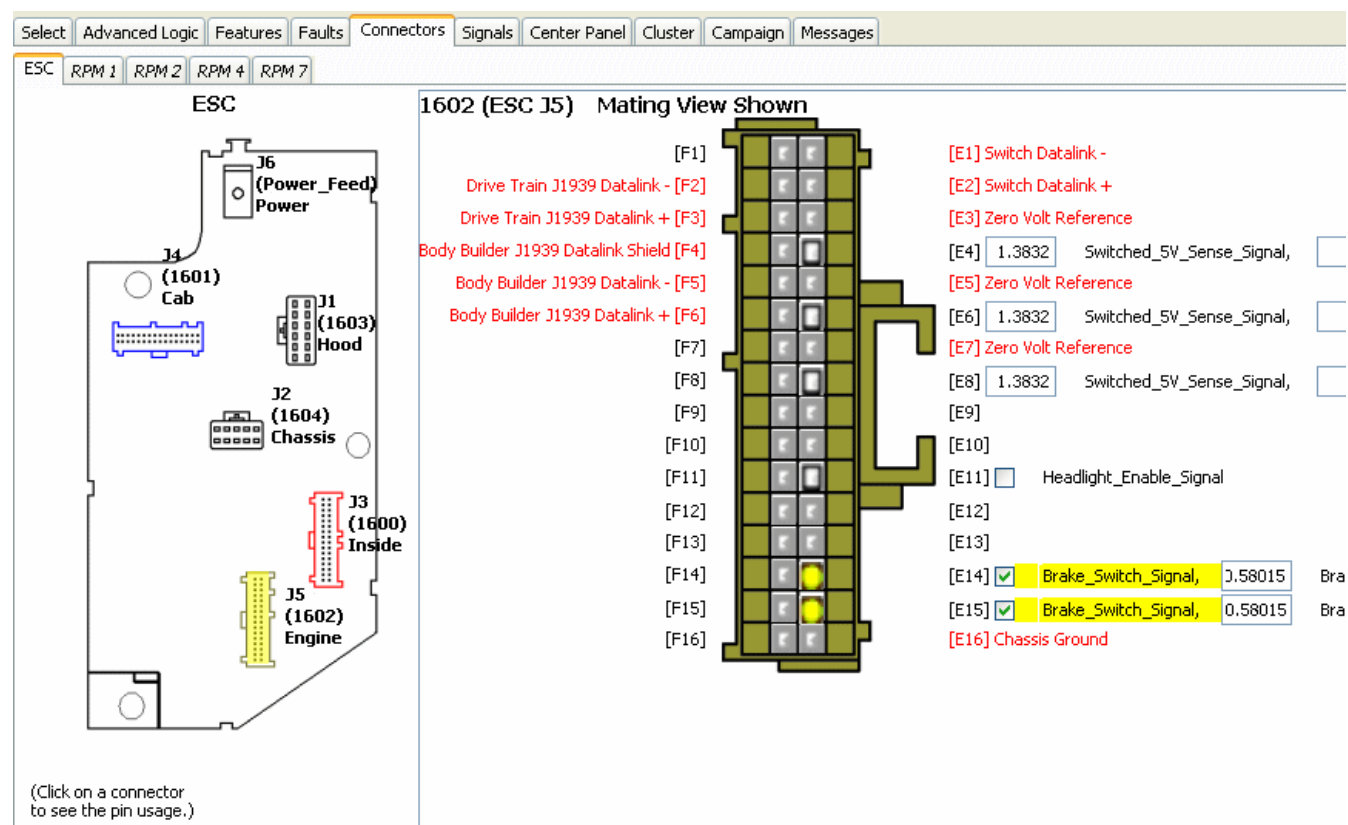 Select Advanced Logic Features Faults Connectors Signals Center Panel Cluster Campaign Messages
ESC RPM 1 RPM 2 RPM 4 RPM 7
ESC
J6
(Power_Feed)
Power
J4
(1601)
Cab
J1
(1603)
Hood
J2
(1604)
Chassis
J3
(1600)
Inside
J5
(1602)
Engine
(Click on a connector
to see the pin usage.)
1602 (ESC J5) Mating View Shown
[F1] [E1] Switch Datalink -
Drive Train J1939 Datalink - [F2] [E2] Switch Datalink +
Drive Train J1939 Datalink + [F3] [E3] Zero Volt Reference
Body Builder J1939 Datalink Shield [F4] [E4] 1.3832 Switched_5V_Sense_Signal,
Body Builder J1939 Datalink - [F5] [E5] Zero Volt Reference
Body Builder J1939 Datalink + [F6] [E6] 1.3832 Switched_5V_Sense_Signal,
[F7] [E7] Zero Volt Reference
[F8] [E8] 1.3832 Switched_5V_Sense_Signal,
[F9] [E9]
[F10] [E10]
[F11] [E11] Headlight_Enable_Signal
[F12] [E12]
[F13] [E13]
[F14] [E14] Brake_Switch_Signal, 0.58015 Bra
[F15] [E15] Brake_Switch_Signal, 0.58015 Bra
[F16] [E16] Chassis Ground